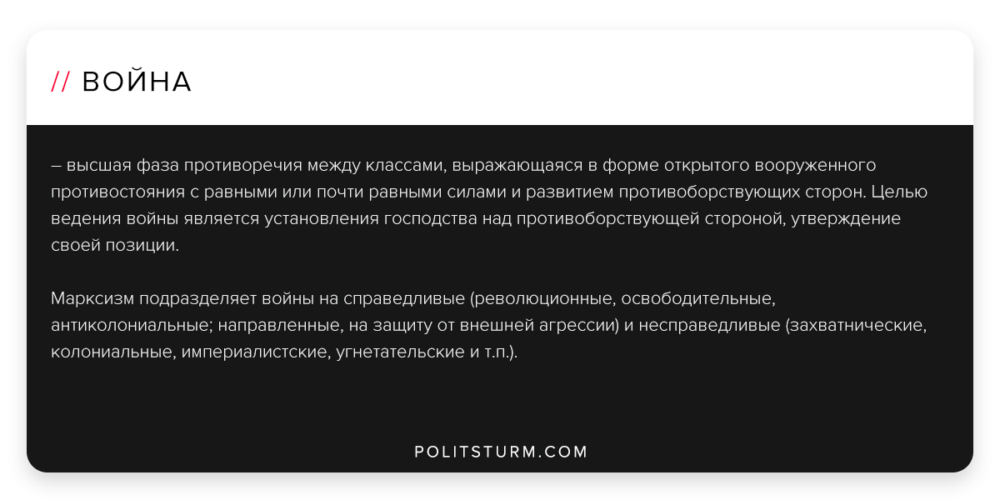 // ВОЙНА
– высшая фаза противоречия между классами, выражающаяся в форме открытого вооруженного
противостояния с равными или почти равными силами и развитием противоборствующих сторон. Целью
ведения войны является установления господства над противоборствующей стороной, утверждение
своей позиции.
Марксизм подразделяет войны на справедливые (революционные, освободительные,
антиколониальные; направленные, на защиту от внешней агрессии) и несправедливые (захватнические,
колониальные, империалистские, угнетательские и т.п.).
POLITSTURM.COM